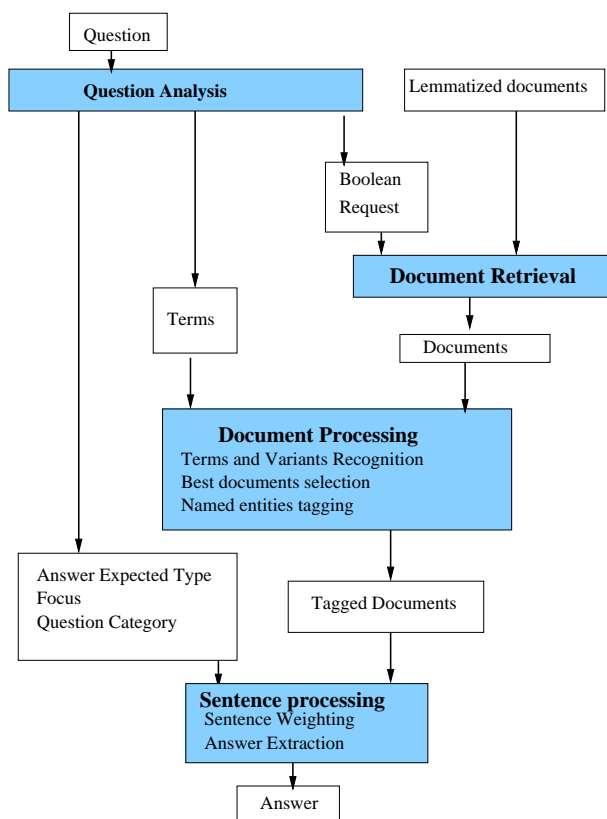 Question
Question Analysis
Lemmatized documents
Boolean
Request
Document Retrieval
Terms
Documents
Document Processing
Terms and Variants Recognition
Best documents selection
Named entities tagging
Answer Expected Type
Focus
Question Category
Tagged Documents
Sentence processing
Sentence Weighting
Answer Extraction
Answer